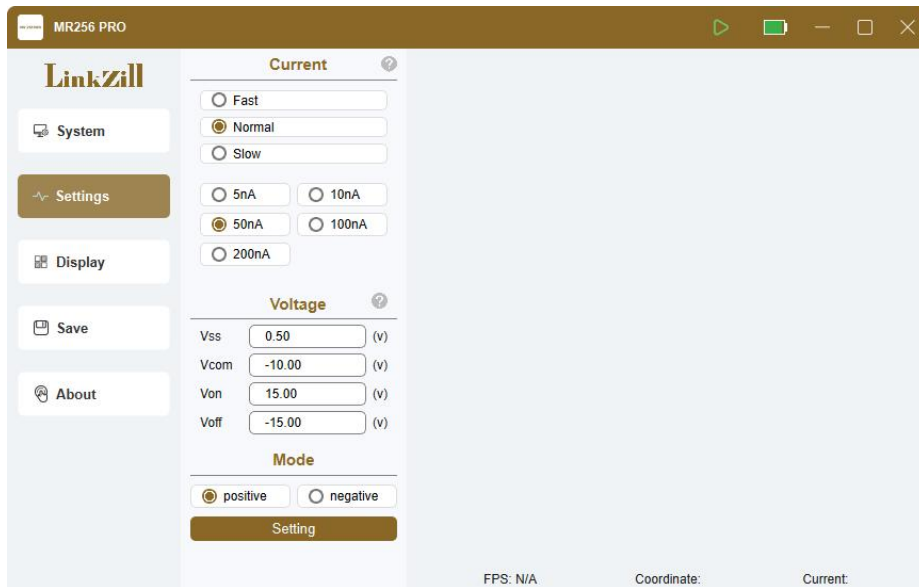 MR256 PRO
LinkZill
System
Settings
Display
Save
About
Current ?
Fast
Normal
Slow
5nA 10nA
50nA 100nA
200nA
Voltage ?
Vss 0.50 (v)
Vcom -10.00 (v)
Von 15.00 (v)
Voff -15.00 (v)
Mode
positive negative
Setting
FPS: N/A Coordinate: Current: